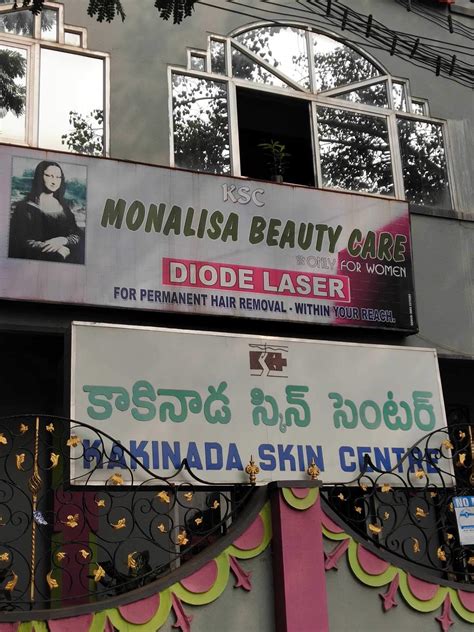 KSC
MONALISA BEAUTY CARE
ONLY FOR WOMEN
DIODE LASER
FOR PERMANENT HAIR REMOVAL - WITHIN YOUR REACH.
కాకినాడ స్కిన్ సెంటర్
KAKINADA SKIN CENTRE
NO